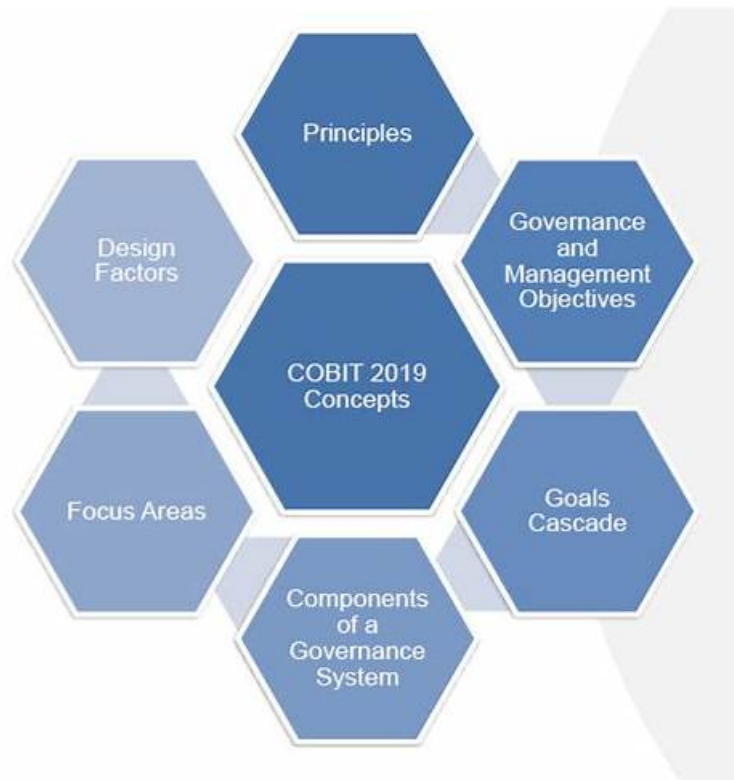 Principles
Governance
and
Management
Objectives
Goals
Cascade
Components
of a
Governance
System
Focus Areas
Design
Factors
COBIT 2019
Concepts